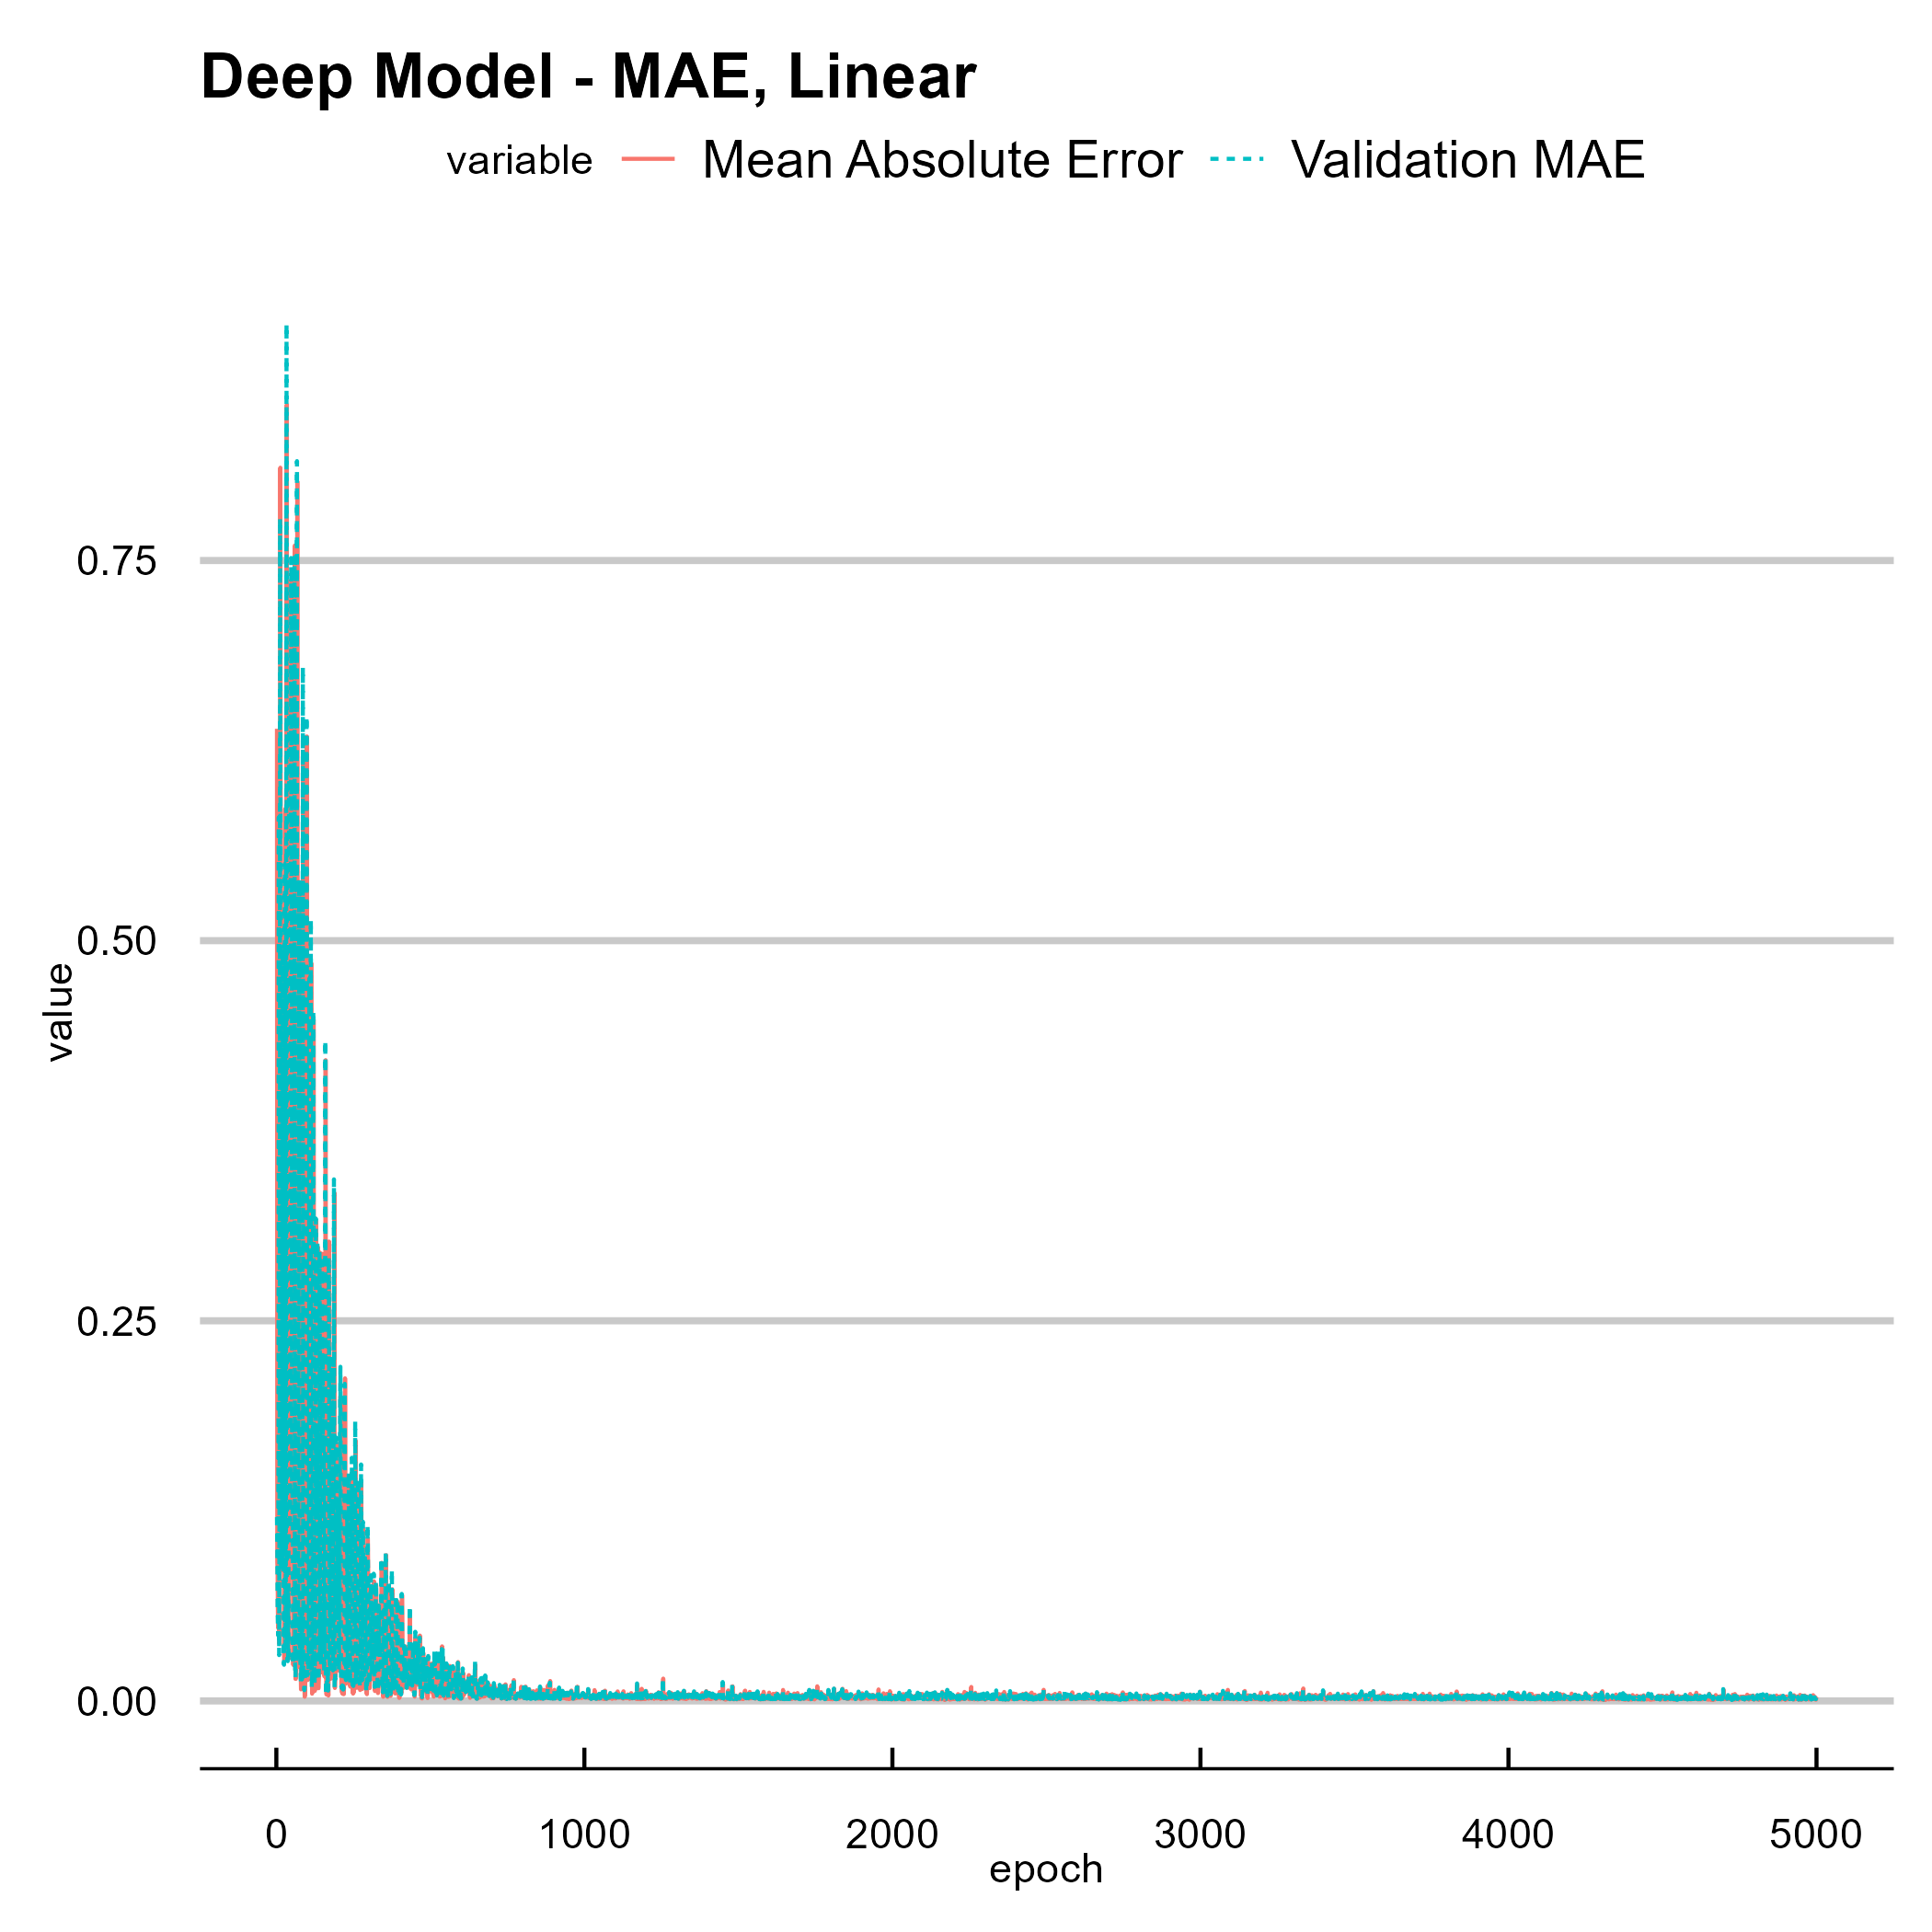 Deep Model - MAE, Linear
variable Mean Absolute Error Validation MAE
0.75
0.50
0.25
0.00
value
0 1000 2000 3000 4000 5000
epoch